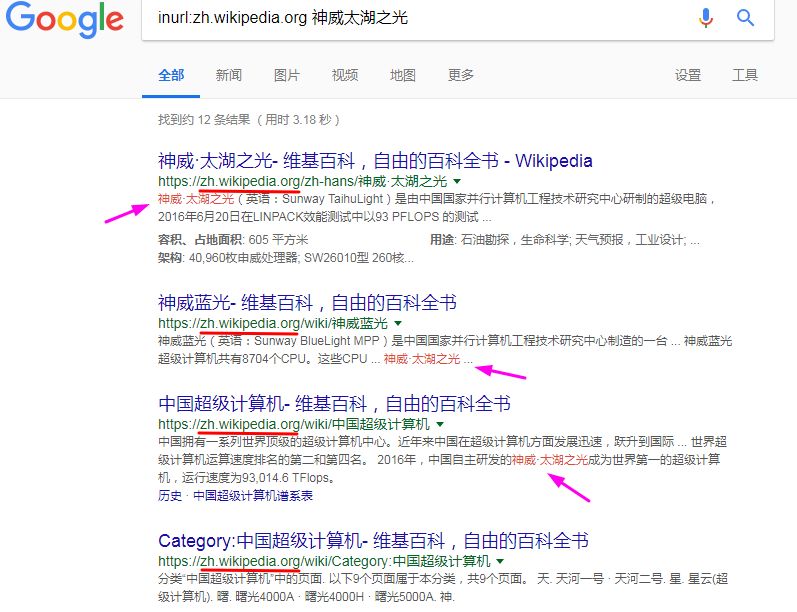 Google
inurl:zh.wikipedia.org 神威太湖之光
全部 新闻 图片 视频 地图 更多 设置 工具
找到约 12 条结果 （用时 3.18 秒）
神威·太湖之光- 维基百科，自由的百科全书 - Wikipedia
https://zh.wikipedia.org/zh-hans/神威·太湖之光
神威·太湖之光（英语：Sunway TaihuLight）是由中国国家并行计算机工程技术研究中心研制的超级电脑，
2016年6月20日在LINPACK效能测试中以93 PFLOPS 的测试 ...
容积、占地面积: 605 平方米 用途: 石油勘探，生命科学; 天气预报，工业设计; ...
架构: 40,960枚申威处理器; SW26010型 260核...
神威蓝光- 维基百科，自由的百科全书
https://zh.wikipedia.org/wiki/神威蓝光
神威蓝光（英语：Sunway BlueLight MPP）是中国国家并行计算机工程技术研究中心制造的一台 ... 神威蓝光
超级计算机共有8704个CPU。这些CPU ... 神威·太湖之光 ...
中国超级计算机- 维基百科，自由的百科全书
https://zh.wikipedia.org/wiki/中国超级计算机
中国拥有一系列世界顶级的超级计算机中心。近年来中国在超级计算机方面发展迅速，跃升到国际 ... 世界超
级计算机运算速度排名的第二和第四名。 2016年，中国自主研发的神威·太湖之光成为世界第一的超级计算
机，运行速度为93,014.6 TFlops。
历史 · 中国超级计算机谱系表
Category:中国超级计算机- 维基百科，自由的百科全书
https://zh.wikipedia.org/wiki/Category:中国超级计算机
分类"中国超级计算机"中的页面. 以下9个页面属于本分类，共9个页面。 天. 天河一号 · 天河二号. 星. 星云(超
级计算机). 曙. 曙光4000A · 曙光4000H · 曙光5000A. 神.